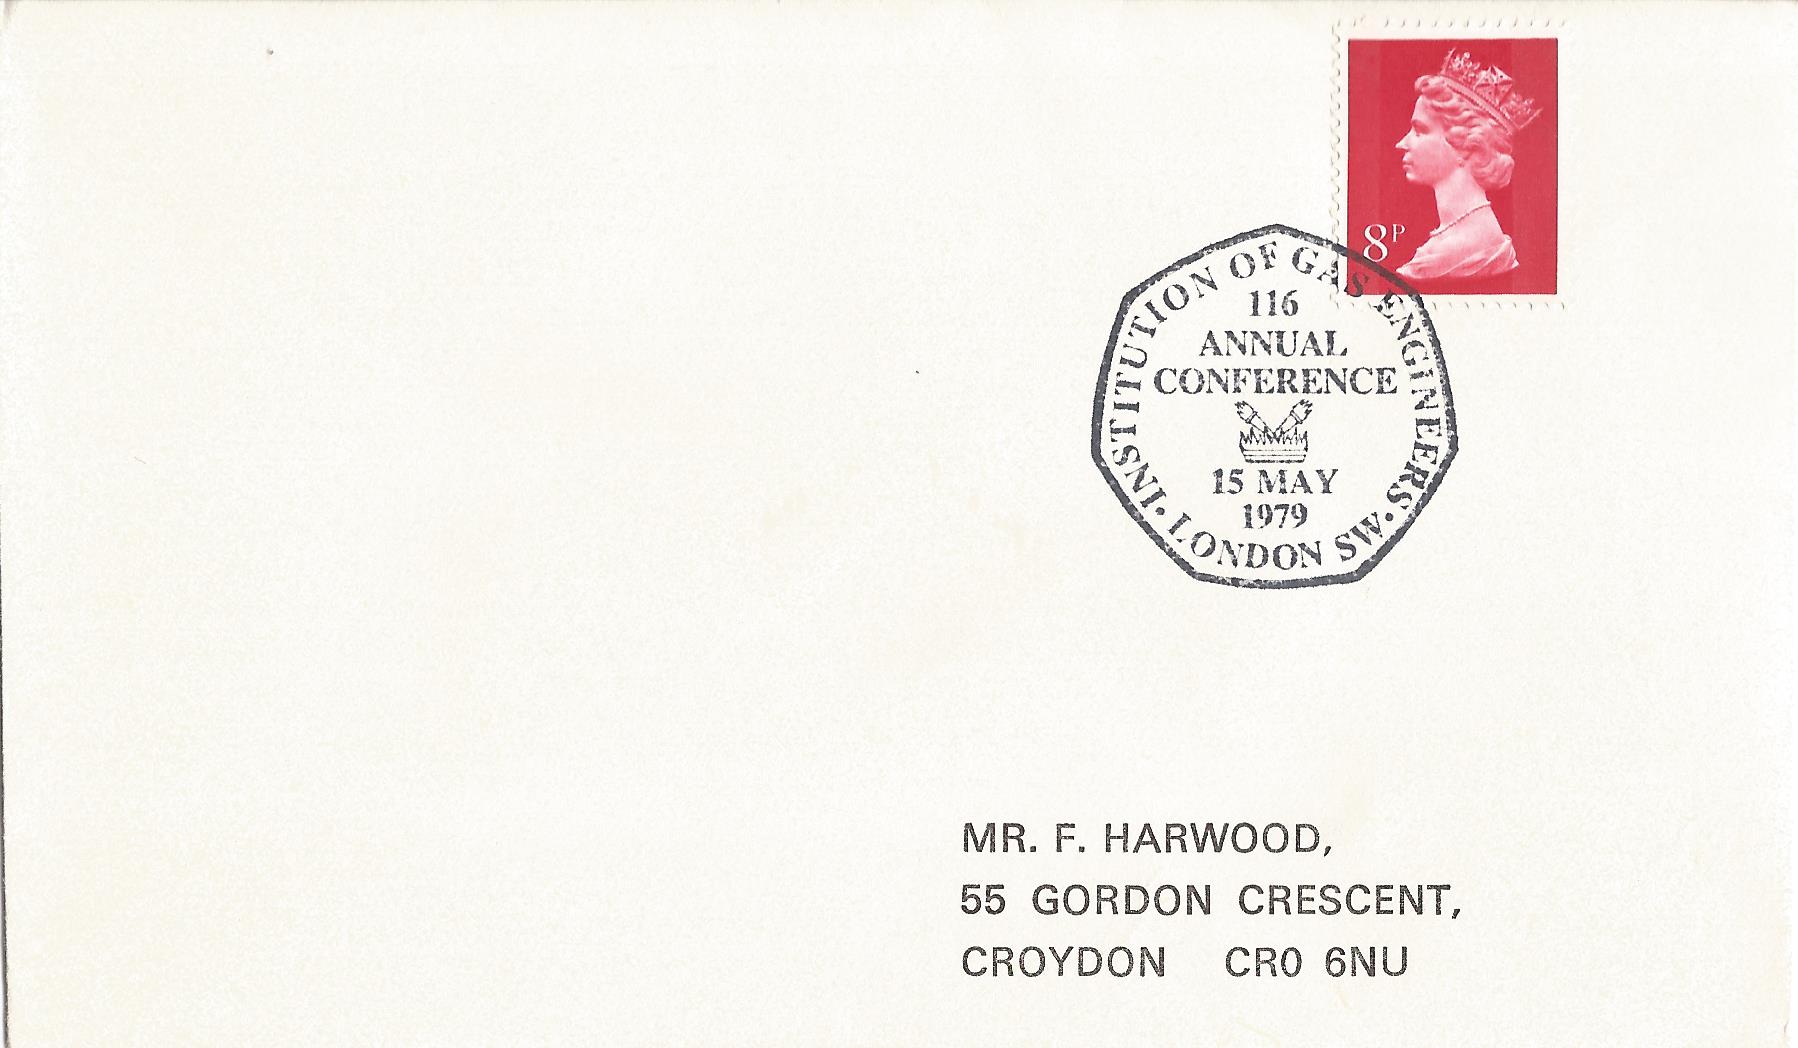 8P
INSTITUTION OF GAS ENGINEERS
116
ANNUAL
CONFERENCE
15 MAY
1979
LONDON SW
MR. F. HARWOOD,
55 GORDON CRESCENT,
CROYDON CR0 6NU